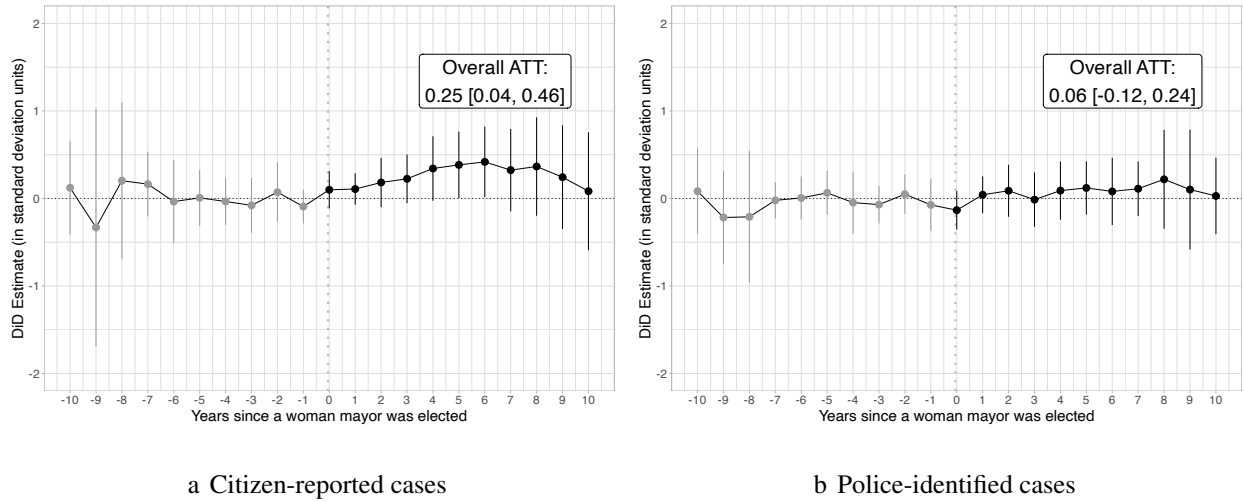 DiD Estimate (in standard deviation units)
2
1
0
-1
-2
Overall ATT:
0.25 [0.04, 0.46]
-10 -9 -8 -7 -6 -5 -4 -3 -2 -1 0 1 2 3 4 5 6 7 8 9 10
Years since a woman mayor was elected
a Citizen-reported cases
DiD Estimate (in standard deviation units)
2
1
0
-1
-2
Overall ATT:
0.06 [-0.12, 0.24]
-10 -9 -8 -7 -6 -5 -4 -3 -2 -1 0 1 2 3 4 5 6 7 8 9 10
Years since a woman mayor was elected
b Police-identified cases